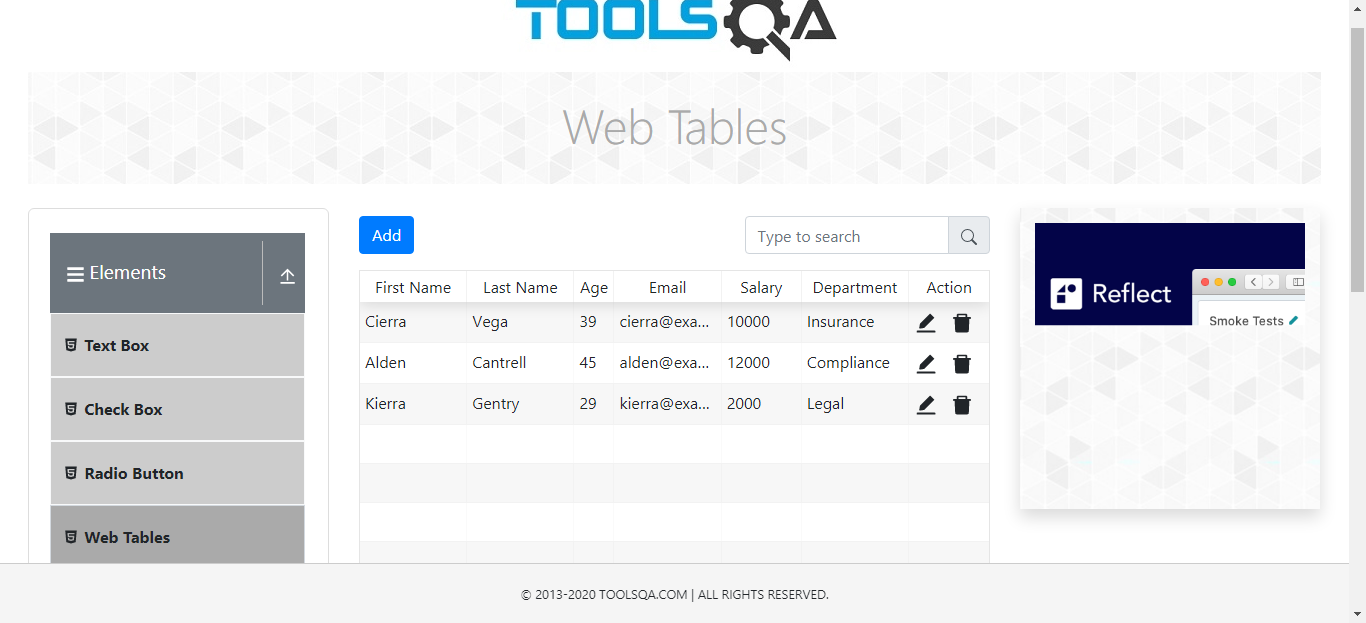 TOOLSQA
Web Tables
Elements
Text Box
Check Box
Radio Button
Web Tables
Add
Type to search
First Name Last Name Age Email Salary Department Action
Cierra Vega 39 cierra@exa... 10000 Insurance
Alden Cantrell 45 alden@exa... 12000 Compliance
Kierra Gentry 29 kierra@exa... 2000 Legal
Reflect
Smoke Tests
© 2013-2020 TOOLSQA.COM | ALL RIGHTS RESERVED.